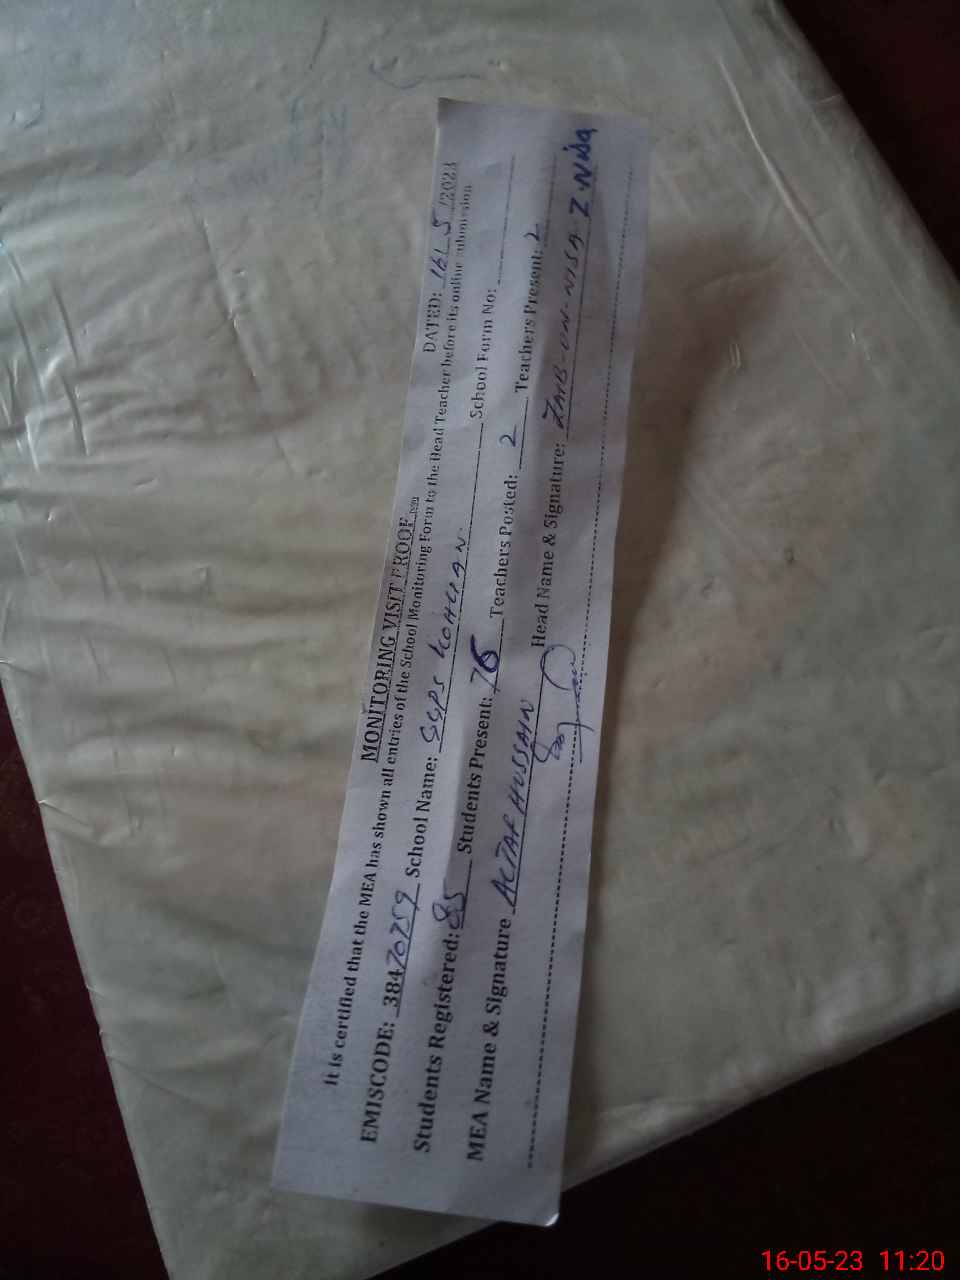 MONITORING VISIT PROOF DATED: 16/5/2023
It is certified that the MEA has shown all entries of the School Monitoring Form to the Head Teacher before its online submission
EMISCODE: 38470759 School Name: GGPS KOHLIAN School Form No:
Students Registered: 85 Students Present: 76 Teachers Posted: 2 Teachers Present: 2
MEA Name & Signature AKTAR HUSSAIN Head Name & Signature: ZAIB-UN-NISA Z.Nisa
16-05-23 11:20